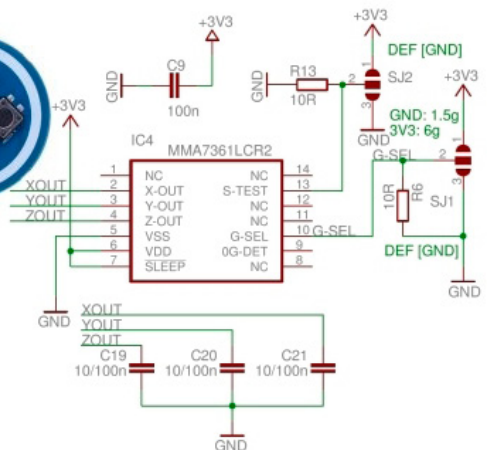 +3V3
+3V3
DEF [GND]
C9
GND
100n
R13
GND
10R
1
2
3
SJ2
GND
+3V3
+3V3
GND: 1.5g
3V3: 6g
G-SEL
1
2
3
SJ1
10R
R6
DEF [GND]
GND
IC4
MMA7361LCR2
1 NC NC 14
XOUT 2 X-OUT S-TEST 13
YOUT 3 Y-OUT NC 12
ZOUT 4 Z-OUT NC 11
5 VSS G-SEL 10 G-SEL
6 VDD 0G-DET 9
7 SLEEP NC 8
GND
XOUT
YOUT
ZOUT
C19 C20 C21
10/100n 10/100n 10/100n
GND